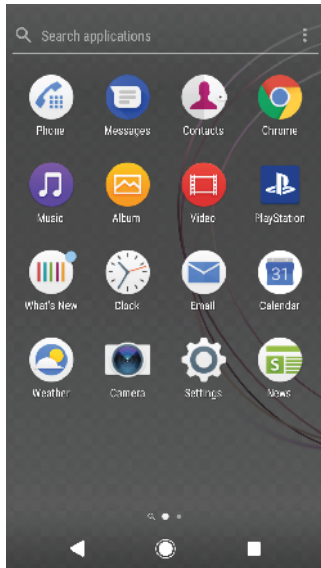 Search applications
Phone Messages Contacts Chrome
Music Album Video PlayStation
31
What's New Clock Email Calendar
Weather Camera Settings News